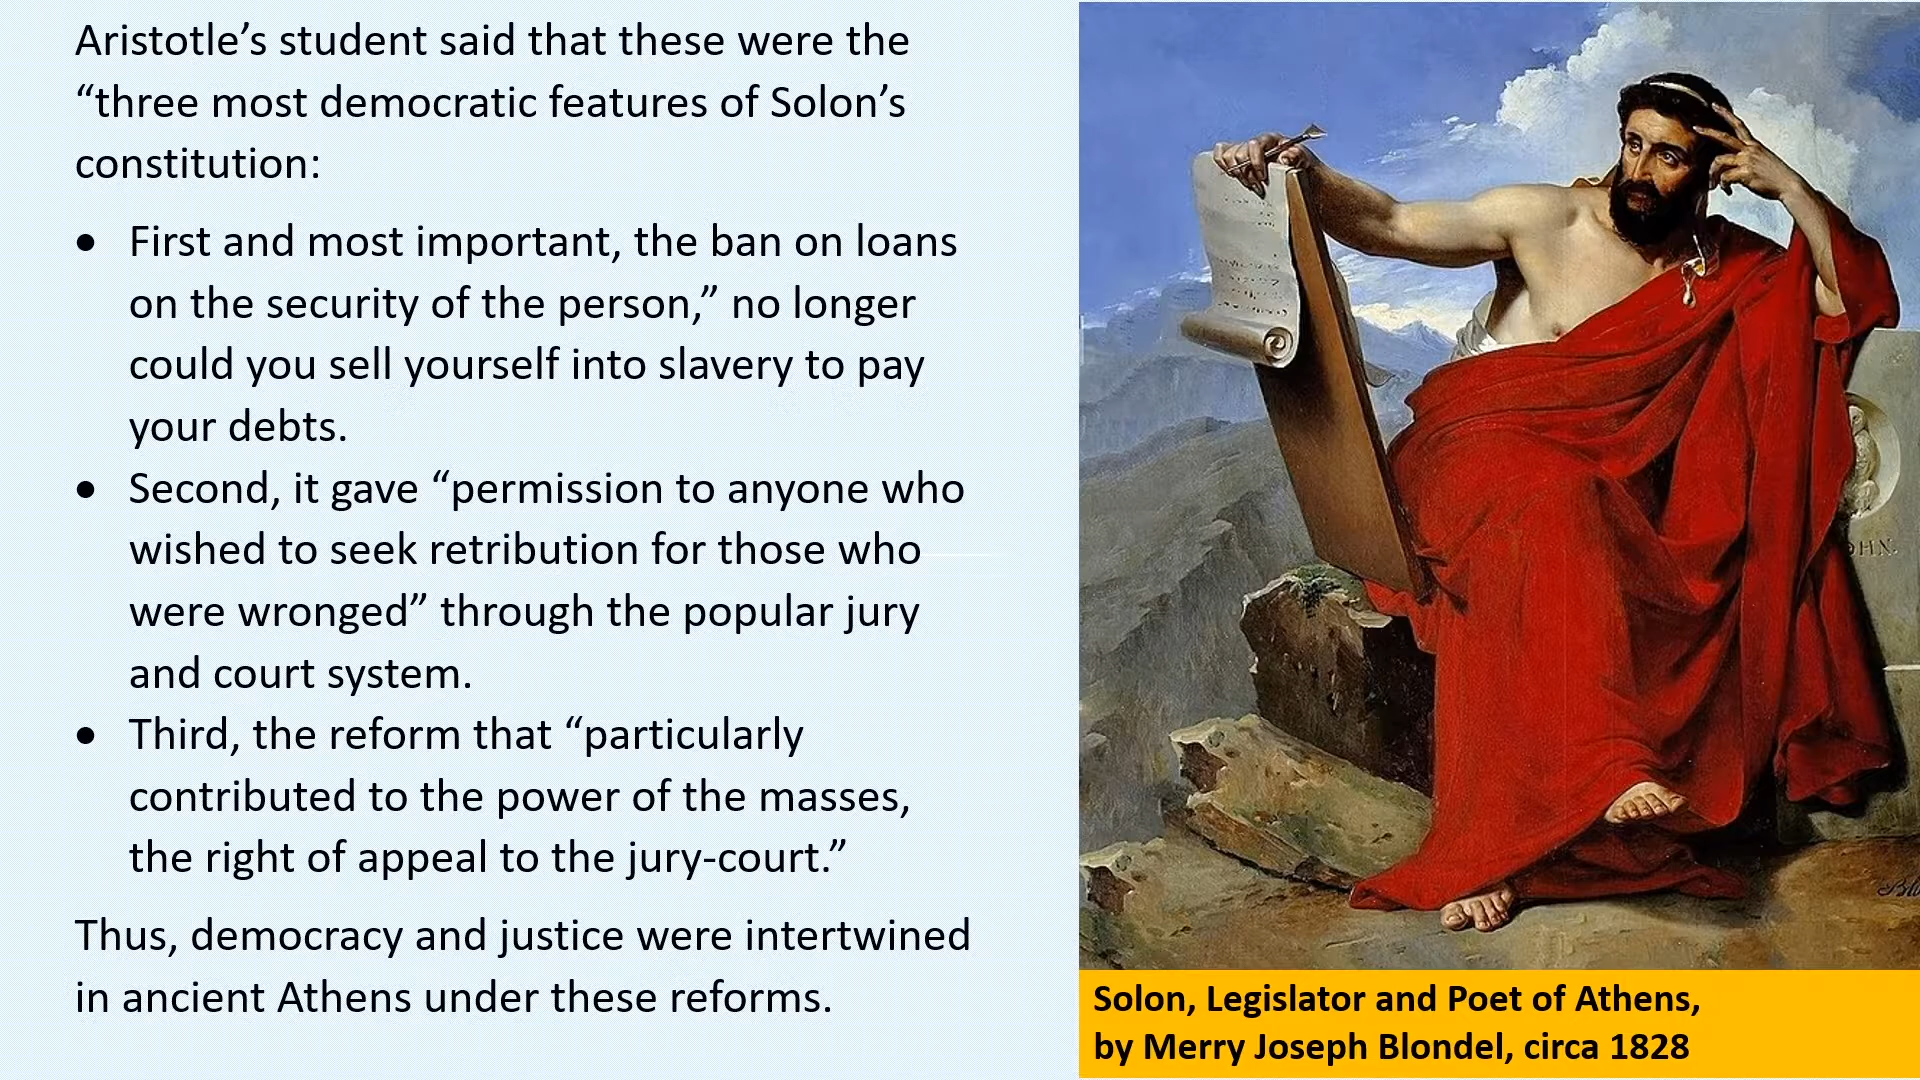 Aristotle’s student said that these were the
“three most democratic features of Solon’s
constitution:
• First and most important, the ban on loans
on the security of the person,” no longer
could you sell yourself into slavery to pay
your debts.
• Second, it gave “permission to anyone who
wished to seek retribution for those who
were wronged” through the popular jury
and court system.
• Third, the reform that “particularly
contributed to the power of the masses,
the right of appeal to the jury-court.”
Thus, democracy and justice were intertwined
in ancient Athens under these reforms.
Solon, Legislator and Poet of Athens,
by Merry Joseph Blondel, circa 1828